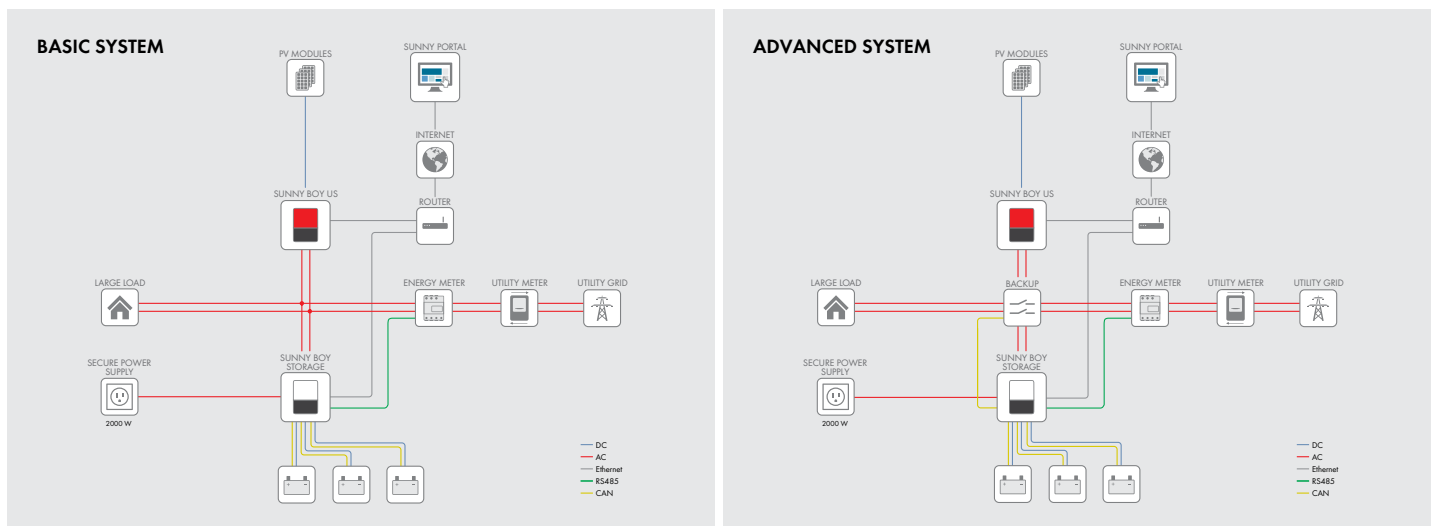 BASIC SYSTEM
PV MODULES
SUNNY PORTAL
INTERNET
SUNNY BOY US
ROUTER
LARGE LOAD
ENERGY METER
UTILITY METER
UTILITY GRID
SECURE POWER
SUPPLY
2000 W
SUNNY BOY
STORAGE
DC
AC
Ethernet
RS485
CAN
ADVANCED SYSTEM
PV MODULES
SUNNY PORTAL
INTERNET
SUNNY BOY US
ROUTER
LARGE LOAD
BACKUP
ENERGY METER
UTILITY METER
UTILITY GRID
SECURE POWER
SUPPLY
2000 W
SUNNY BOY
STORAGE
DC
AC
Ethernet
RS485
CAN